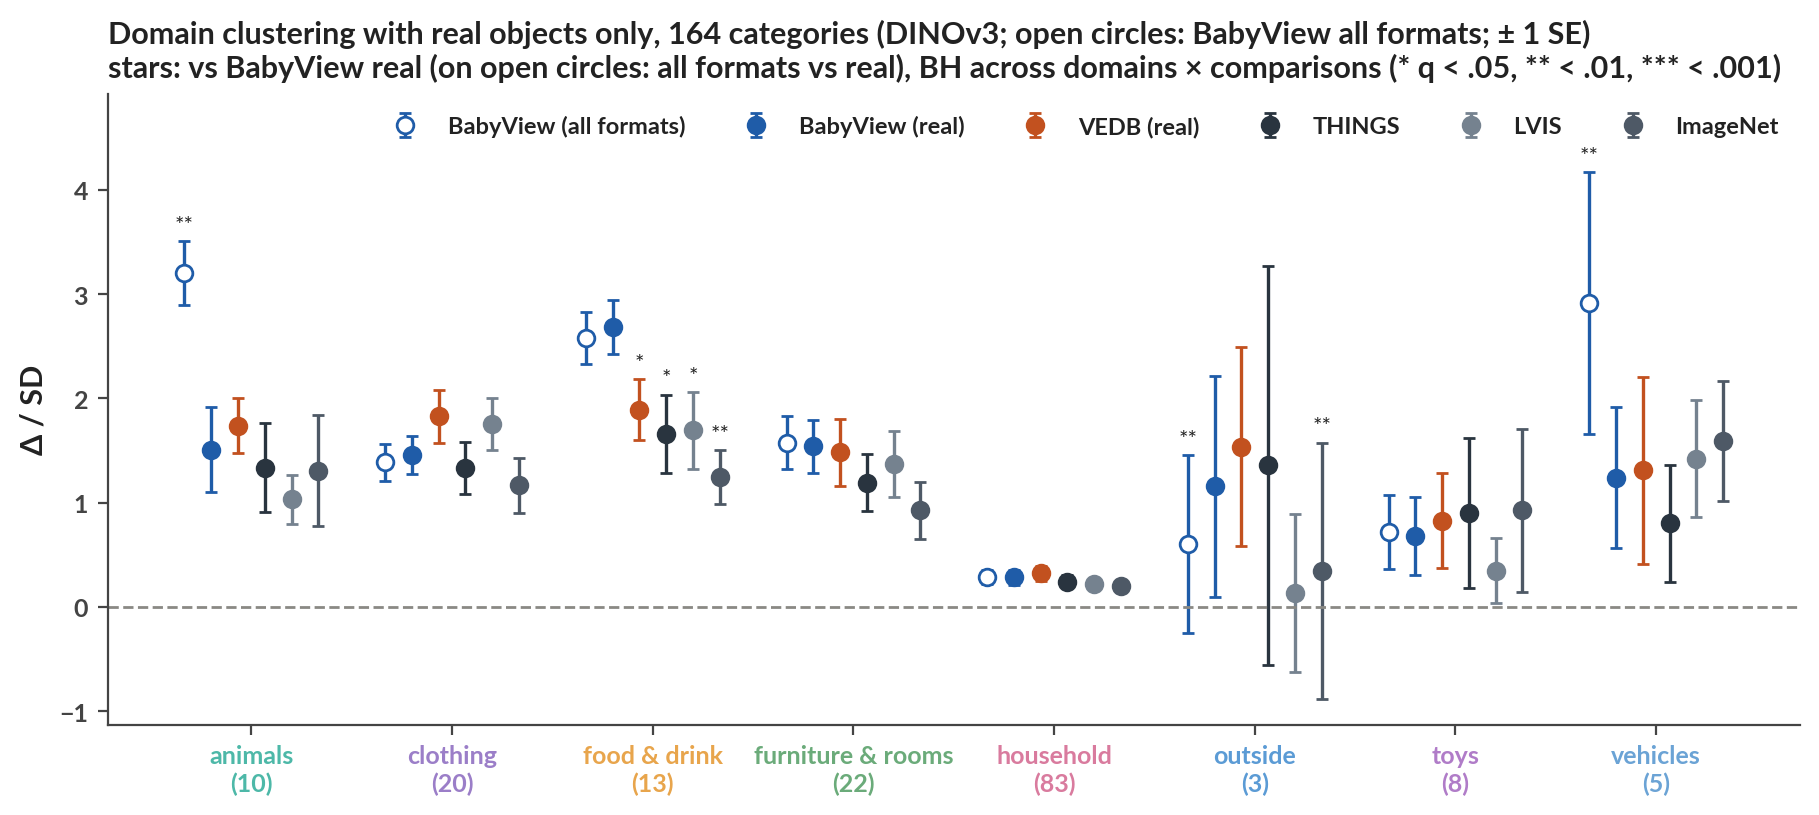 Domain clustering with real objects only, 164 categories (DINOv3; open circles: BabyView all formats; ± 1 SE)
stars: vs BabyView real (on open circles: all formats vs real), BH across domains × comparisons (* q < .05, ** < .01, *** < .001)
BabyView (all formats) BabyView (real) VEDB (real) THINGS LVIS ImageNet
**
4
**
3
* * *
Δ / SD
2
**
** **
1
0
−1
animals clothing food & drink furniture & rooms household outside toys vehicles
(10) (20) (13) (22) (83) (3) (8) (5)